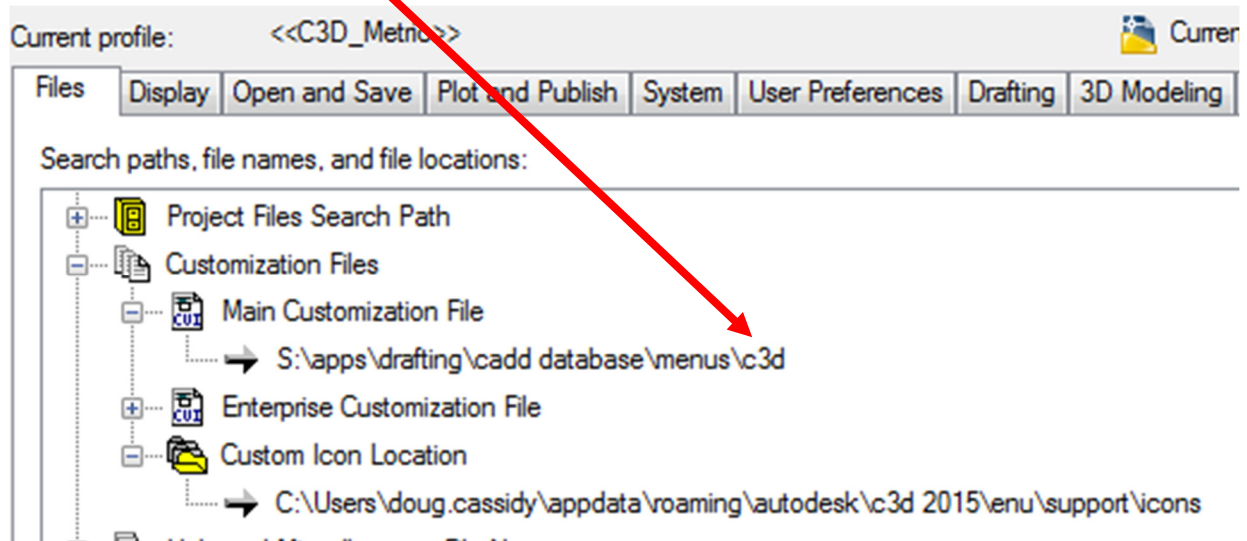 Current profile: <<C3D_Metric>> Curren
Files Display Open and Save Plot and Publish System User Preferences Drafting 3D Modeling
Search paths, file names, and file locations:
Project Files Search Path
Customization Files
CUI Main Customization File
S:\apps\drafting\cadd database\menus\c3d
CUI Enterprise Customization File
Custom Icon Location
C:\Users\doug.cassidy\appdata\roaming\autodesk\c3d 2015\enu\support\icons